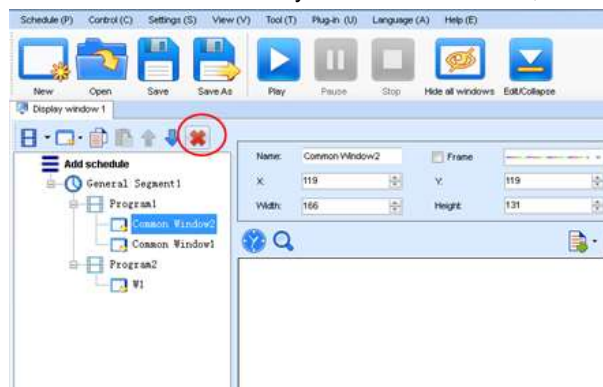 Schedule (P) Control (C) Settings (S) View (V) Tool (T) Plug-in (U) Language (A) Help (E)
New Open Save Save As Play Pause Stop Hide all windows Edit/Collapse
Display window 1
Add schedule
General Segment1
Program1
Common Window2
Common Window1
Program2
W1
Name: Common Window2 Frame
X: 119 Y: 119
Width: 166 Height: 131